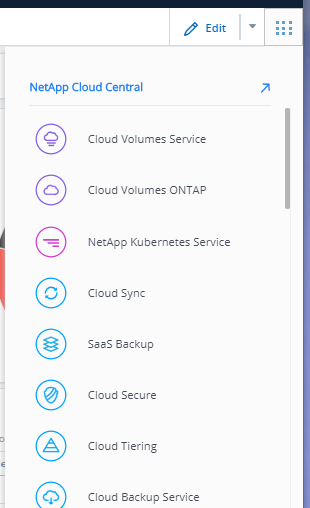 Edit
NetApp Cloud Central
Cloud Volumes Service
Cloud Volumes ONTAP
NetApp Kubernetes Service
Cloud Sync
SaaS Backup
Cloud Secure
Cloud Tiering
Cloud Backup Service